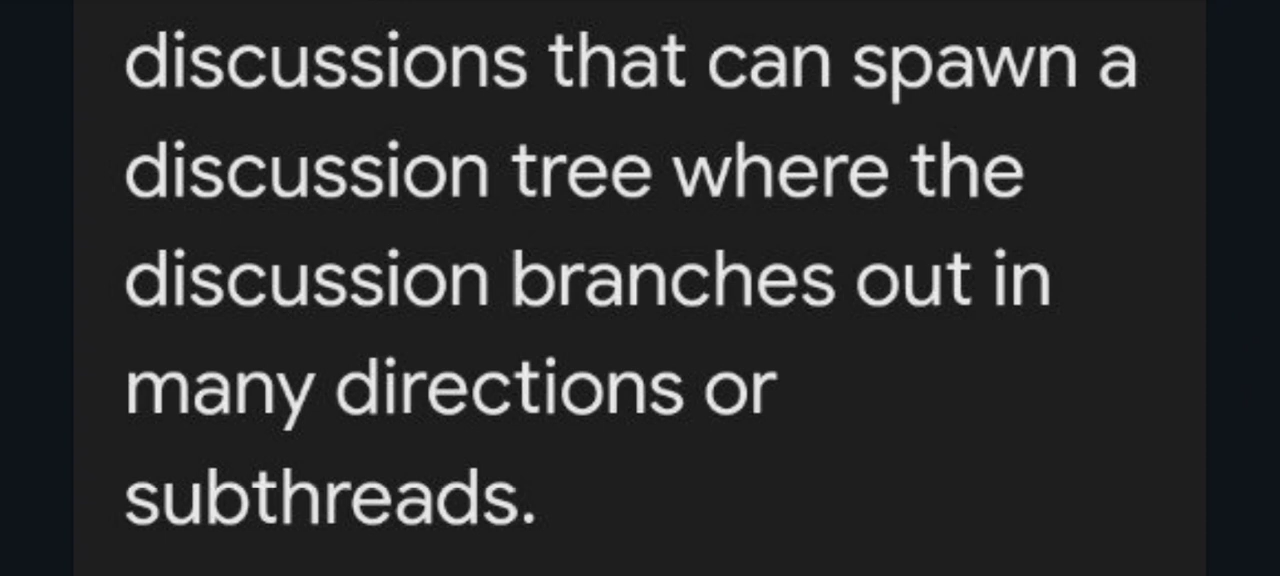 discussions that can spawn a
discussion tree where the
discussion branches out in
many directions or
subthreads.